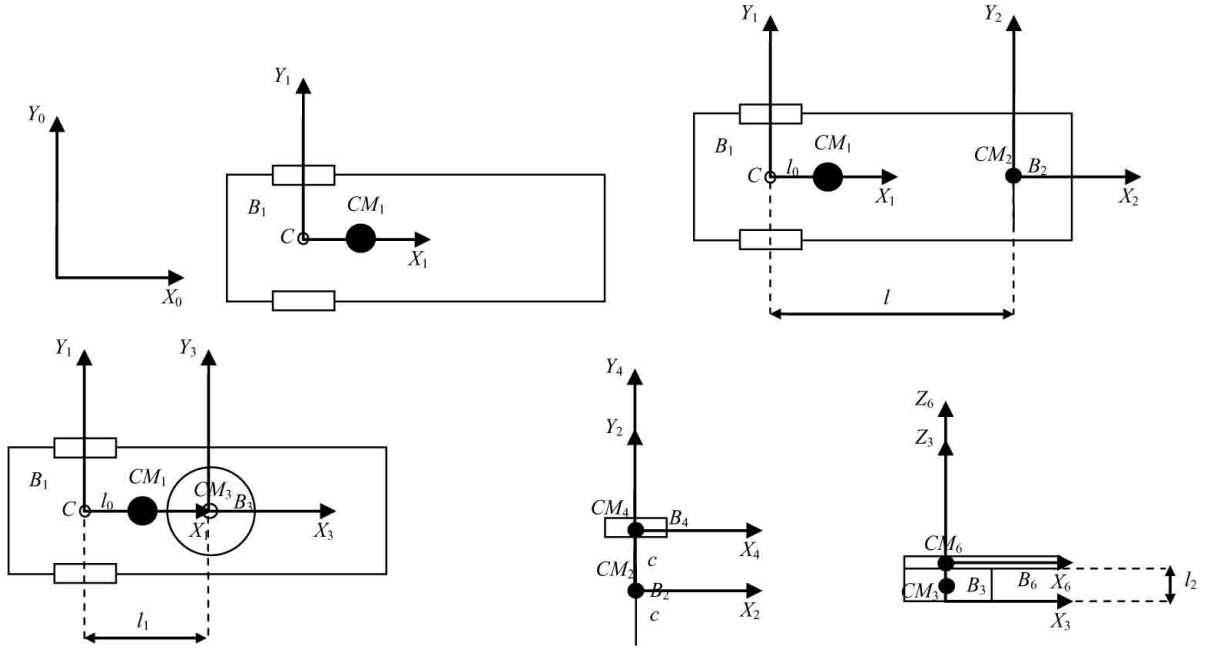 Y₀
X₀
Y₁
B₁
CM₁
C
X₁
Y₁
Y₂
B₁
CM₁
l₀
C
X₁
CM₂
B₂
X₂
l
Y₁
Y₃
B₁
CM₁
l₀
C
X₁
CM₃
B₃
X₃
l₁
Y₄
Y₂
CM₄
B₄
X₄
c
CM₂
B₂
X₂
c
Z₆
Z₃
CM₆
X₆
B₆
CM₃
B₃
X₃
l₂